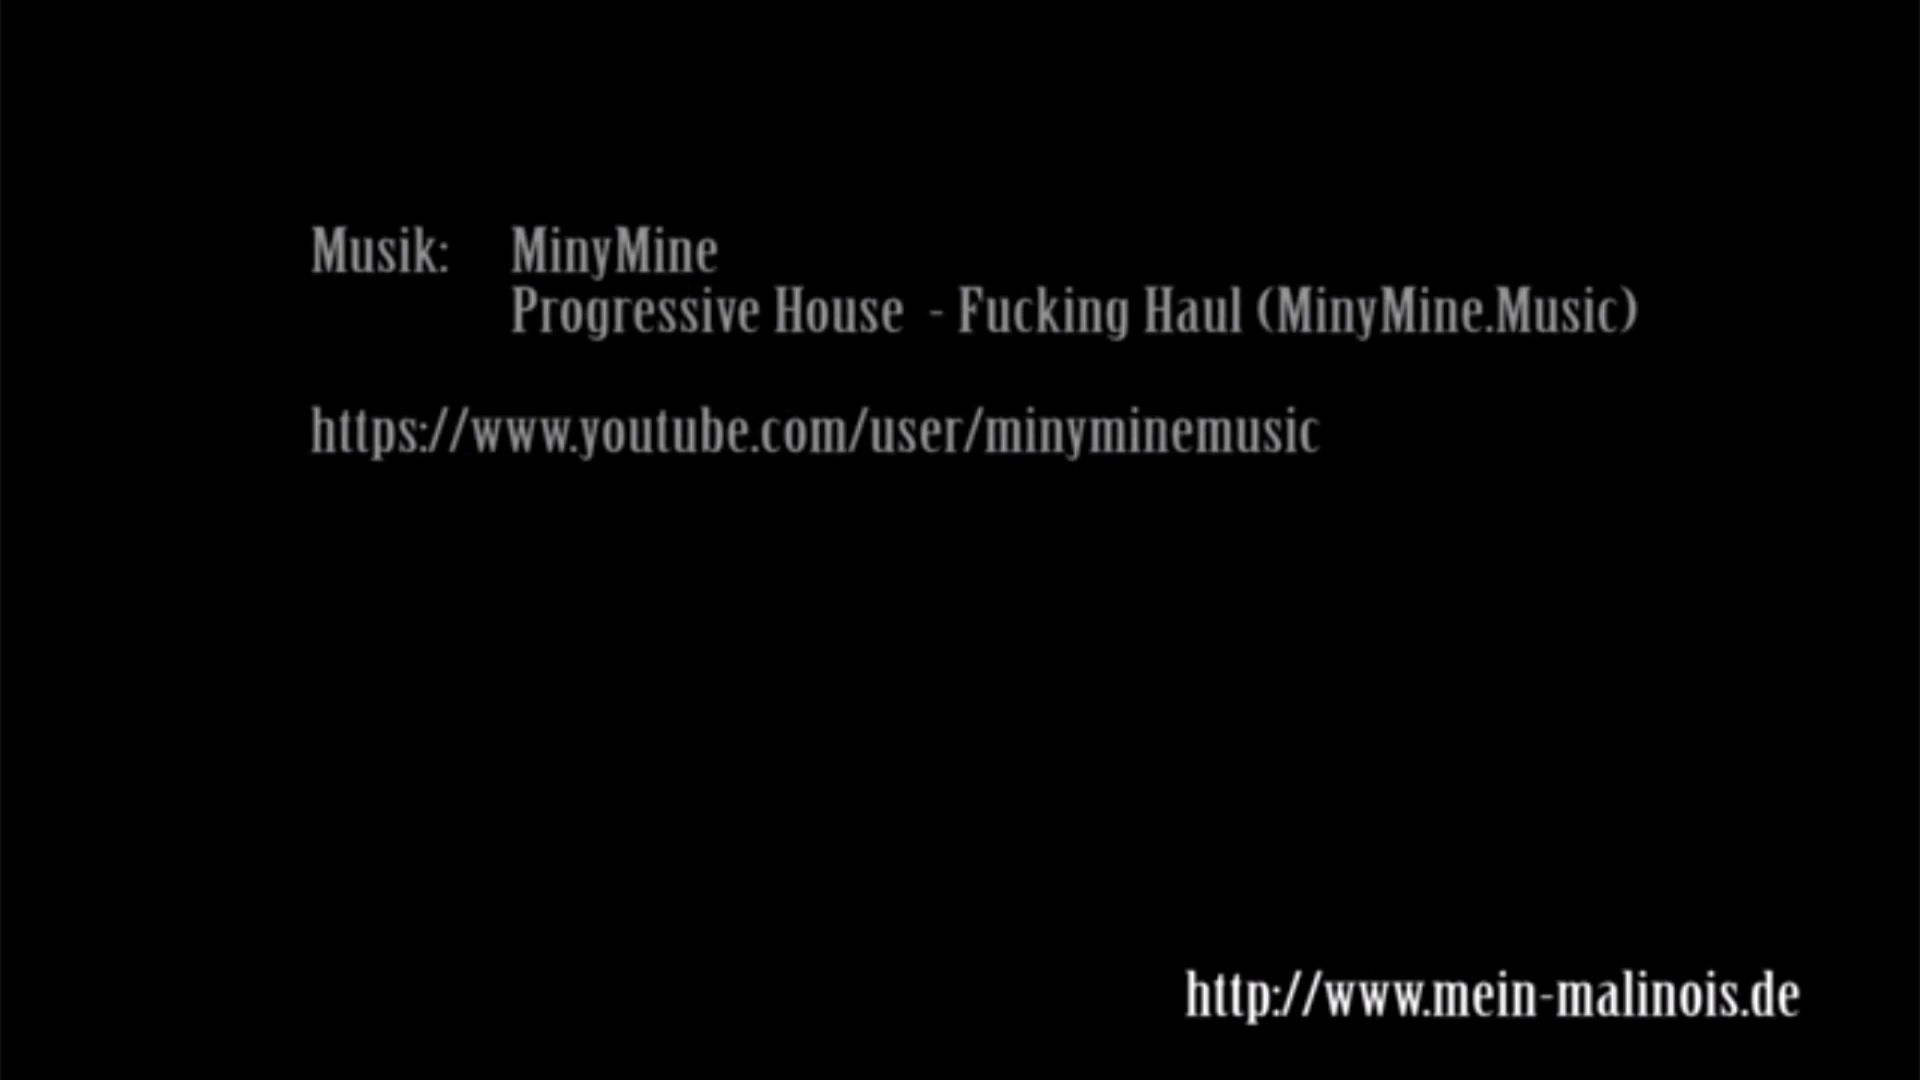 Musik: MinyMine
Progressive House - Fucking Haul (MinyMine.Music)
https://www.youtube.com/user/minyminemusic
http://www.mein-malinois.de